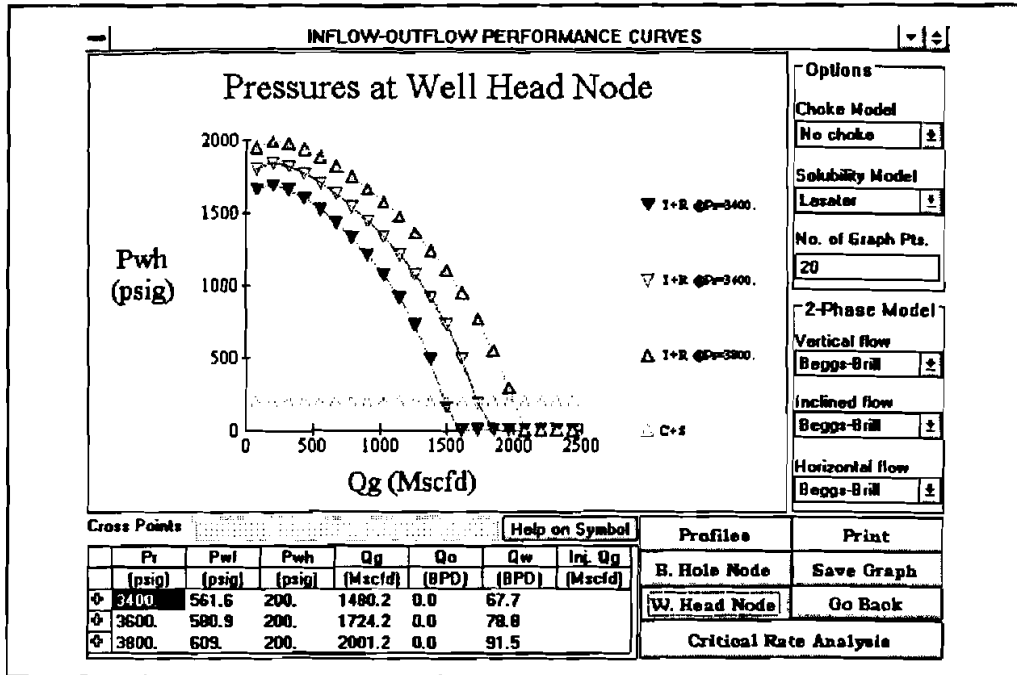 INFLOW-OUTFLOW PERFORMANCE CURVES
Pressures at Well Head Node
Pwh
(psig)
2000
1500
1000
500
0
0 500 1000 1500 2000 2500
Qg (Mscfd)
I+R @Pr=3400.
I+R @Pr=3600.
I+R @Pr=3800.
C+S
Options
Choke Model
No choke
Solubility Model
Lasater
No. of Graph Pts.
20
2-Phase Model
Vertical flow
Beggs-Brill
Inclined flow
Beggs-Brill
Horizontal flow
Beggs-Brill
Cross Points
Help on Symbol
Pr Pwf Pwh Qg Qo Qw Inj. Qg
(psig) (psig) (psig) (Mscfd) (BPD) (BPD) (Mscfd)
3400. 561.6 200. 1480.2 0.0 67.7
3600. 580.9 200. 1724.2 0.0 78.8
3800. 609. 200. 2001.2 0.0 91.5
Profiles Print
B. Hole Node Save Graph
W. Head Node Go Back
Critical Rate Analysis